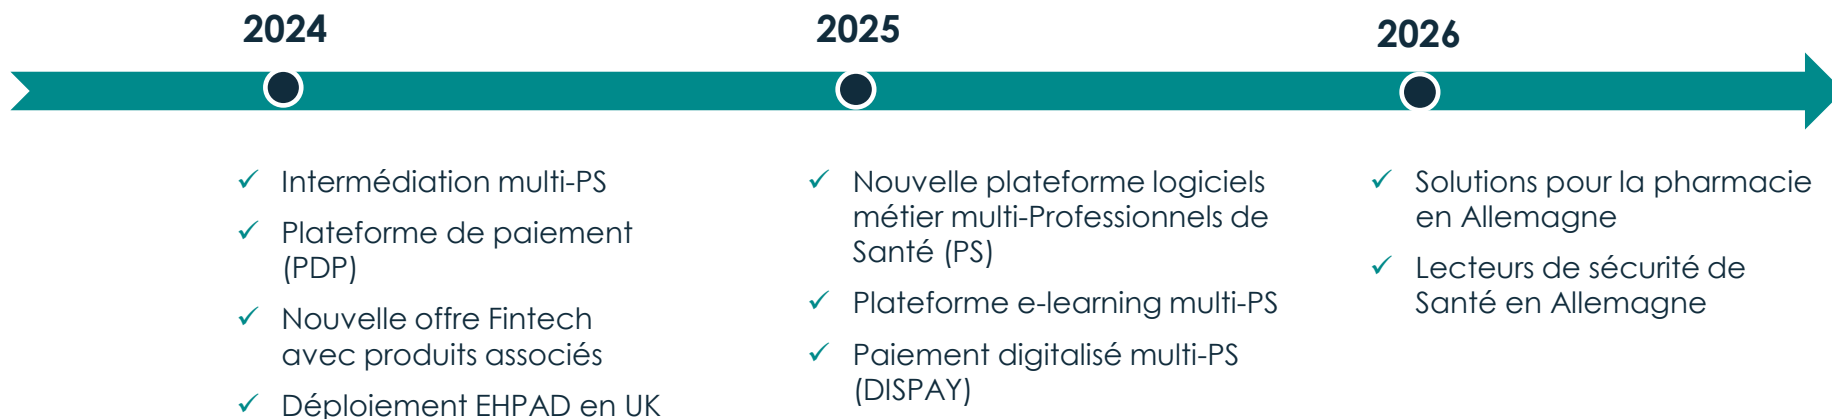 2024
2025
2026
✓ Intermédiation multi-PS
✓ Plateforme de paiement
(PDP)
✓ Nouvelle offre Fintech
avec produits associés
✓ Déploiement EHPAD en UK
✓ Nouvelle plateforme logiciels
métier multi-Professionnels de
Santé (PS)
✓ Plateforme e-learning multi-PS
✓ Paiement digitalisé multi-PS
(DISPAY)
✓ Solutions pour la pharmacie
en Allemagne
✓ Lecteurs de sécurité de
Santé en Allemagne